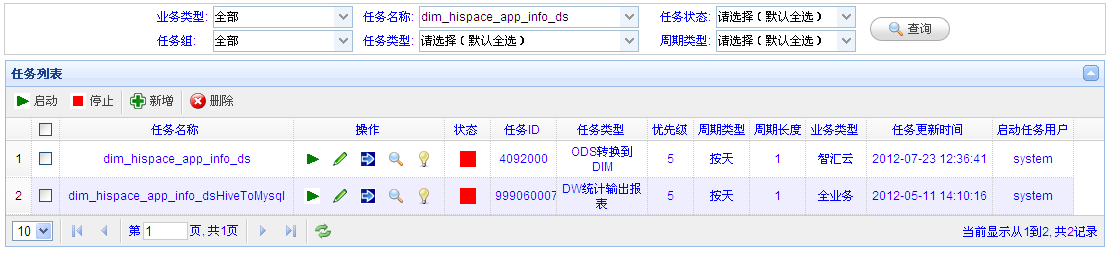 业务类型: 全部 任务名称: dim_hispace_app_info_ds 任务状态: 请选择（默认全选） 查询
任务组: 全部 任务类型: 请选择（默认全选） 周期类型: 请选择（默认全选）
任务列表
启动 停止 新增 删除
任务名称 操作 状态 任务ID 任务类型 优先级 周期类型 周期长度 业务类型 任务更新时间 启动任务用户
1 dim_hispace_app_info_ds 4092000 ODS转换到DIM 5 按天 1 智汇云 2012-07-23 12:36:41 system
2 dim_hispace_app_info_dsHiveToMysql 999060007 DW统计输出报表 5 按天 1 全业务 2012-05-11 14:10:16 system
10 第 1 页, 共1页 当前显示从1到2, 共2记录